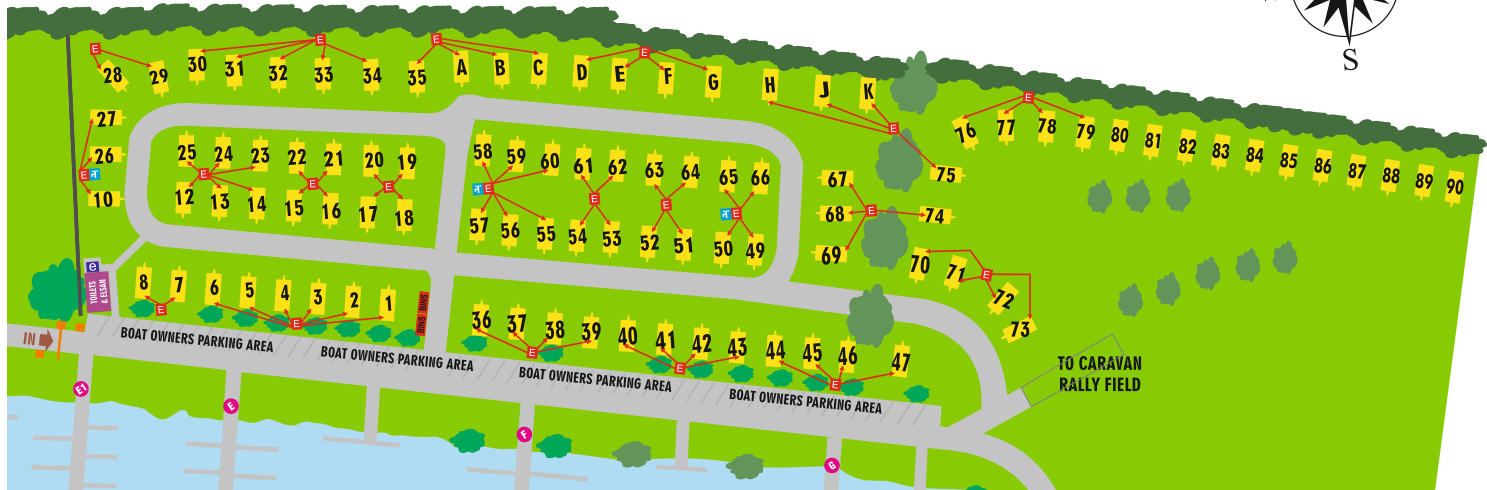 S
E E E E
28 29 30 31 32 33 34 35 A B C D E F G H J K
E E
76 77 78 79 80 81 82 83 84 85 86 87 88 89 90
27
26
E
10
25 24 23 22 21 20 19
E E E
12 13 14 15 16 17 18
58 59 60 61 62 63 64 65 66
E E E E
57 56 55 54 53 52 51 50 49
67 75
68 E 74
69
70 71 E
72
73
e
TOILETS
& ELSAN
8 7 6 5 4 3 2 1
E E
BINS BINS
36 37 38 39 40 41 42 43 44 45 46 47
E E E
IN
BOAT OWNERS PARKING AREA
BOAT OWNERS PARKING AREA
BOAT OWNERS PARKING AREA
BOAT OWNERS PARKING AREA
TO CARAVAN
RALLY FIELD
E1
E
F
G